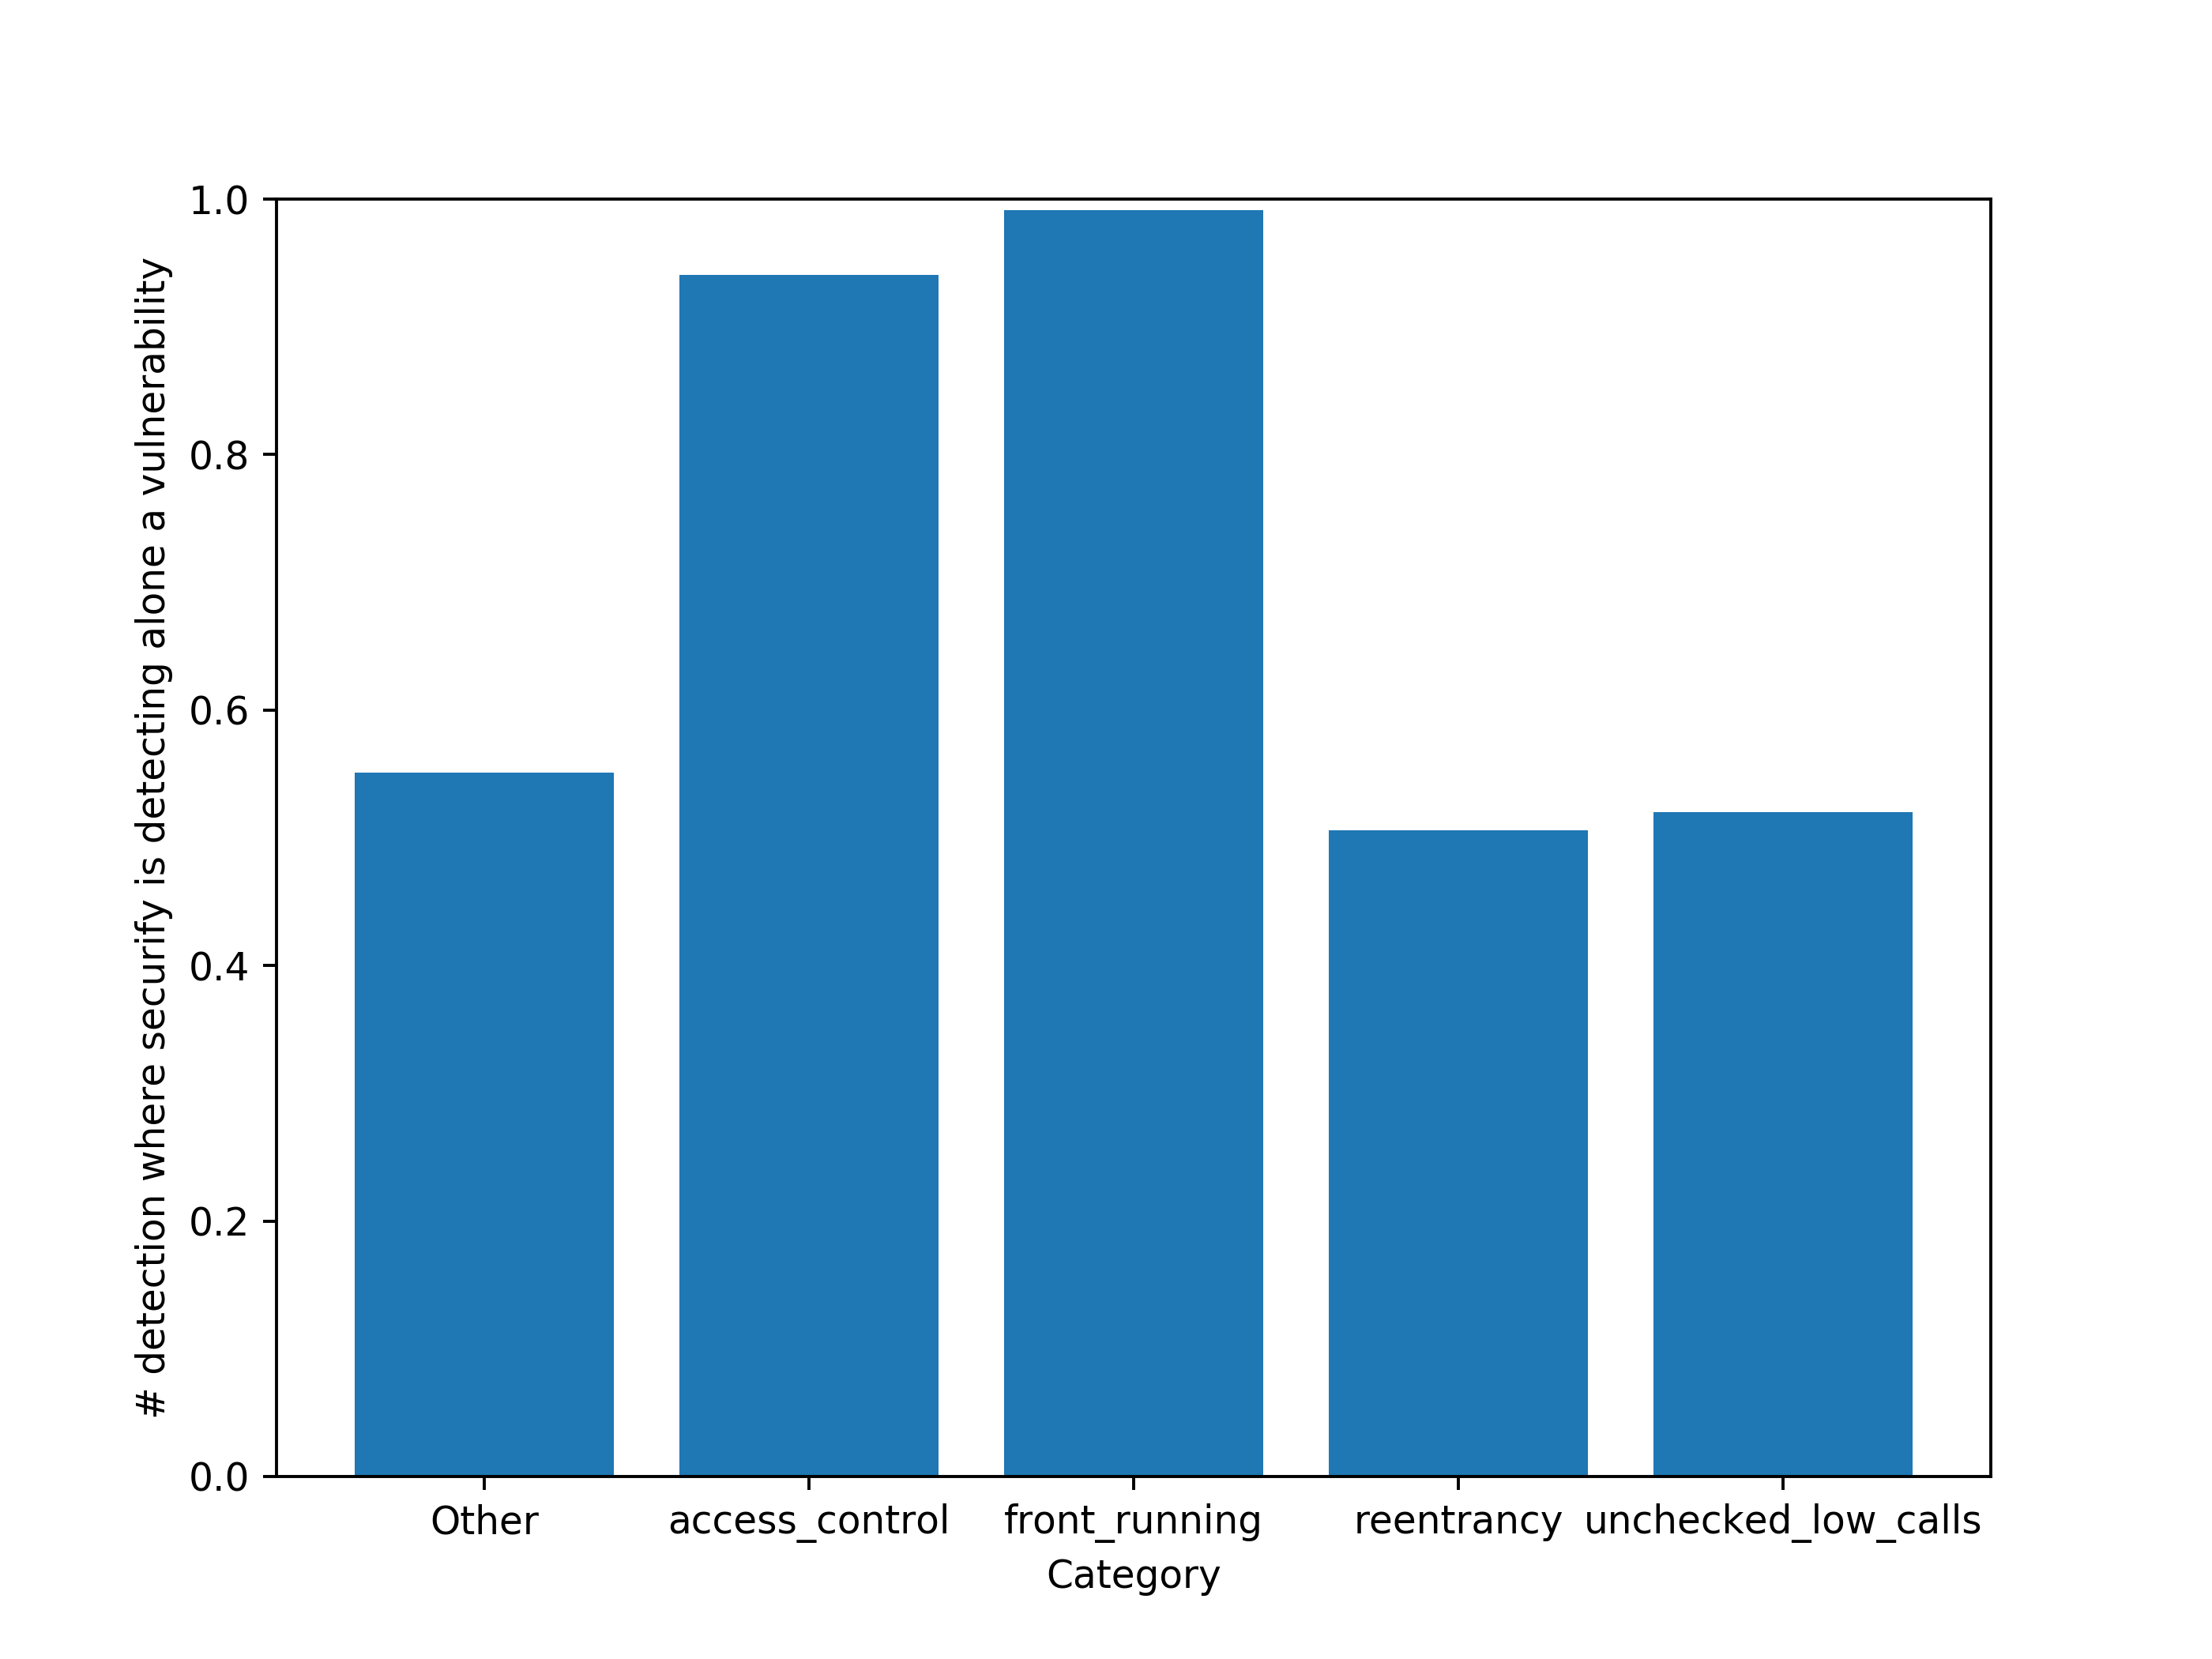 # detection where securify is detecting alone a vulnerability
1.0
0.8
0.6
0.4
0.2
0.0
Other access_control front_running reentrancy unchecked_low_calls
Category